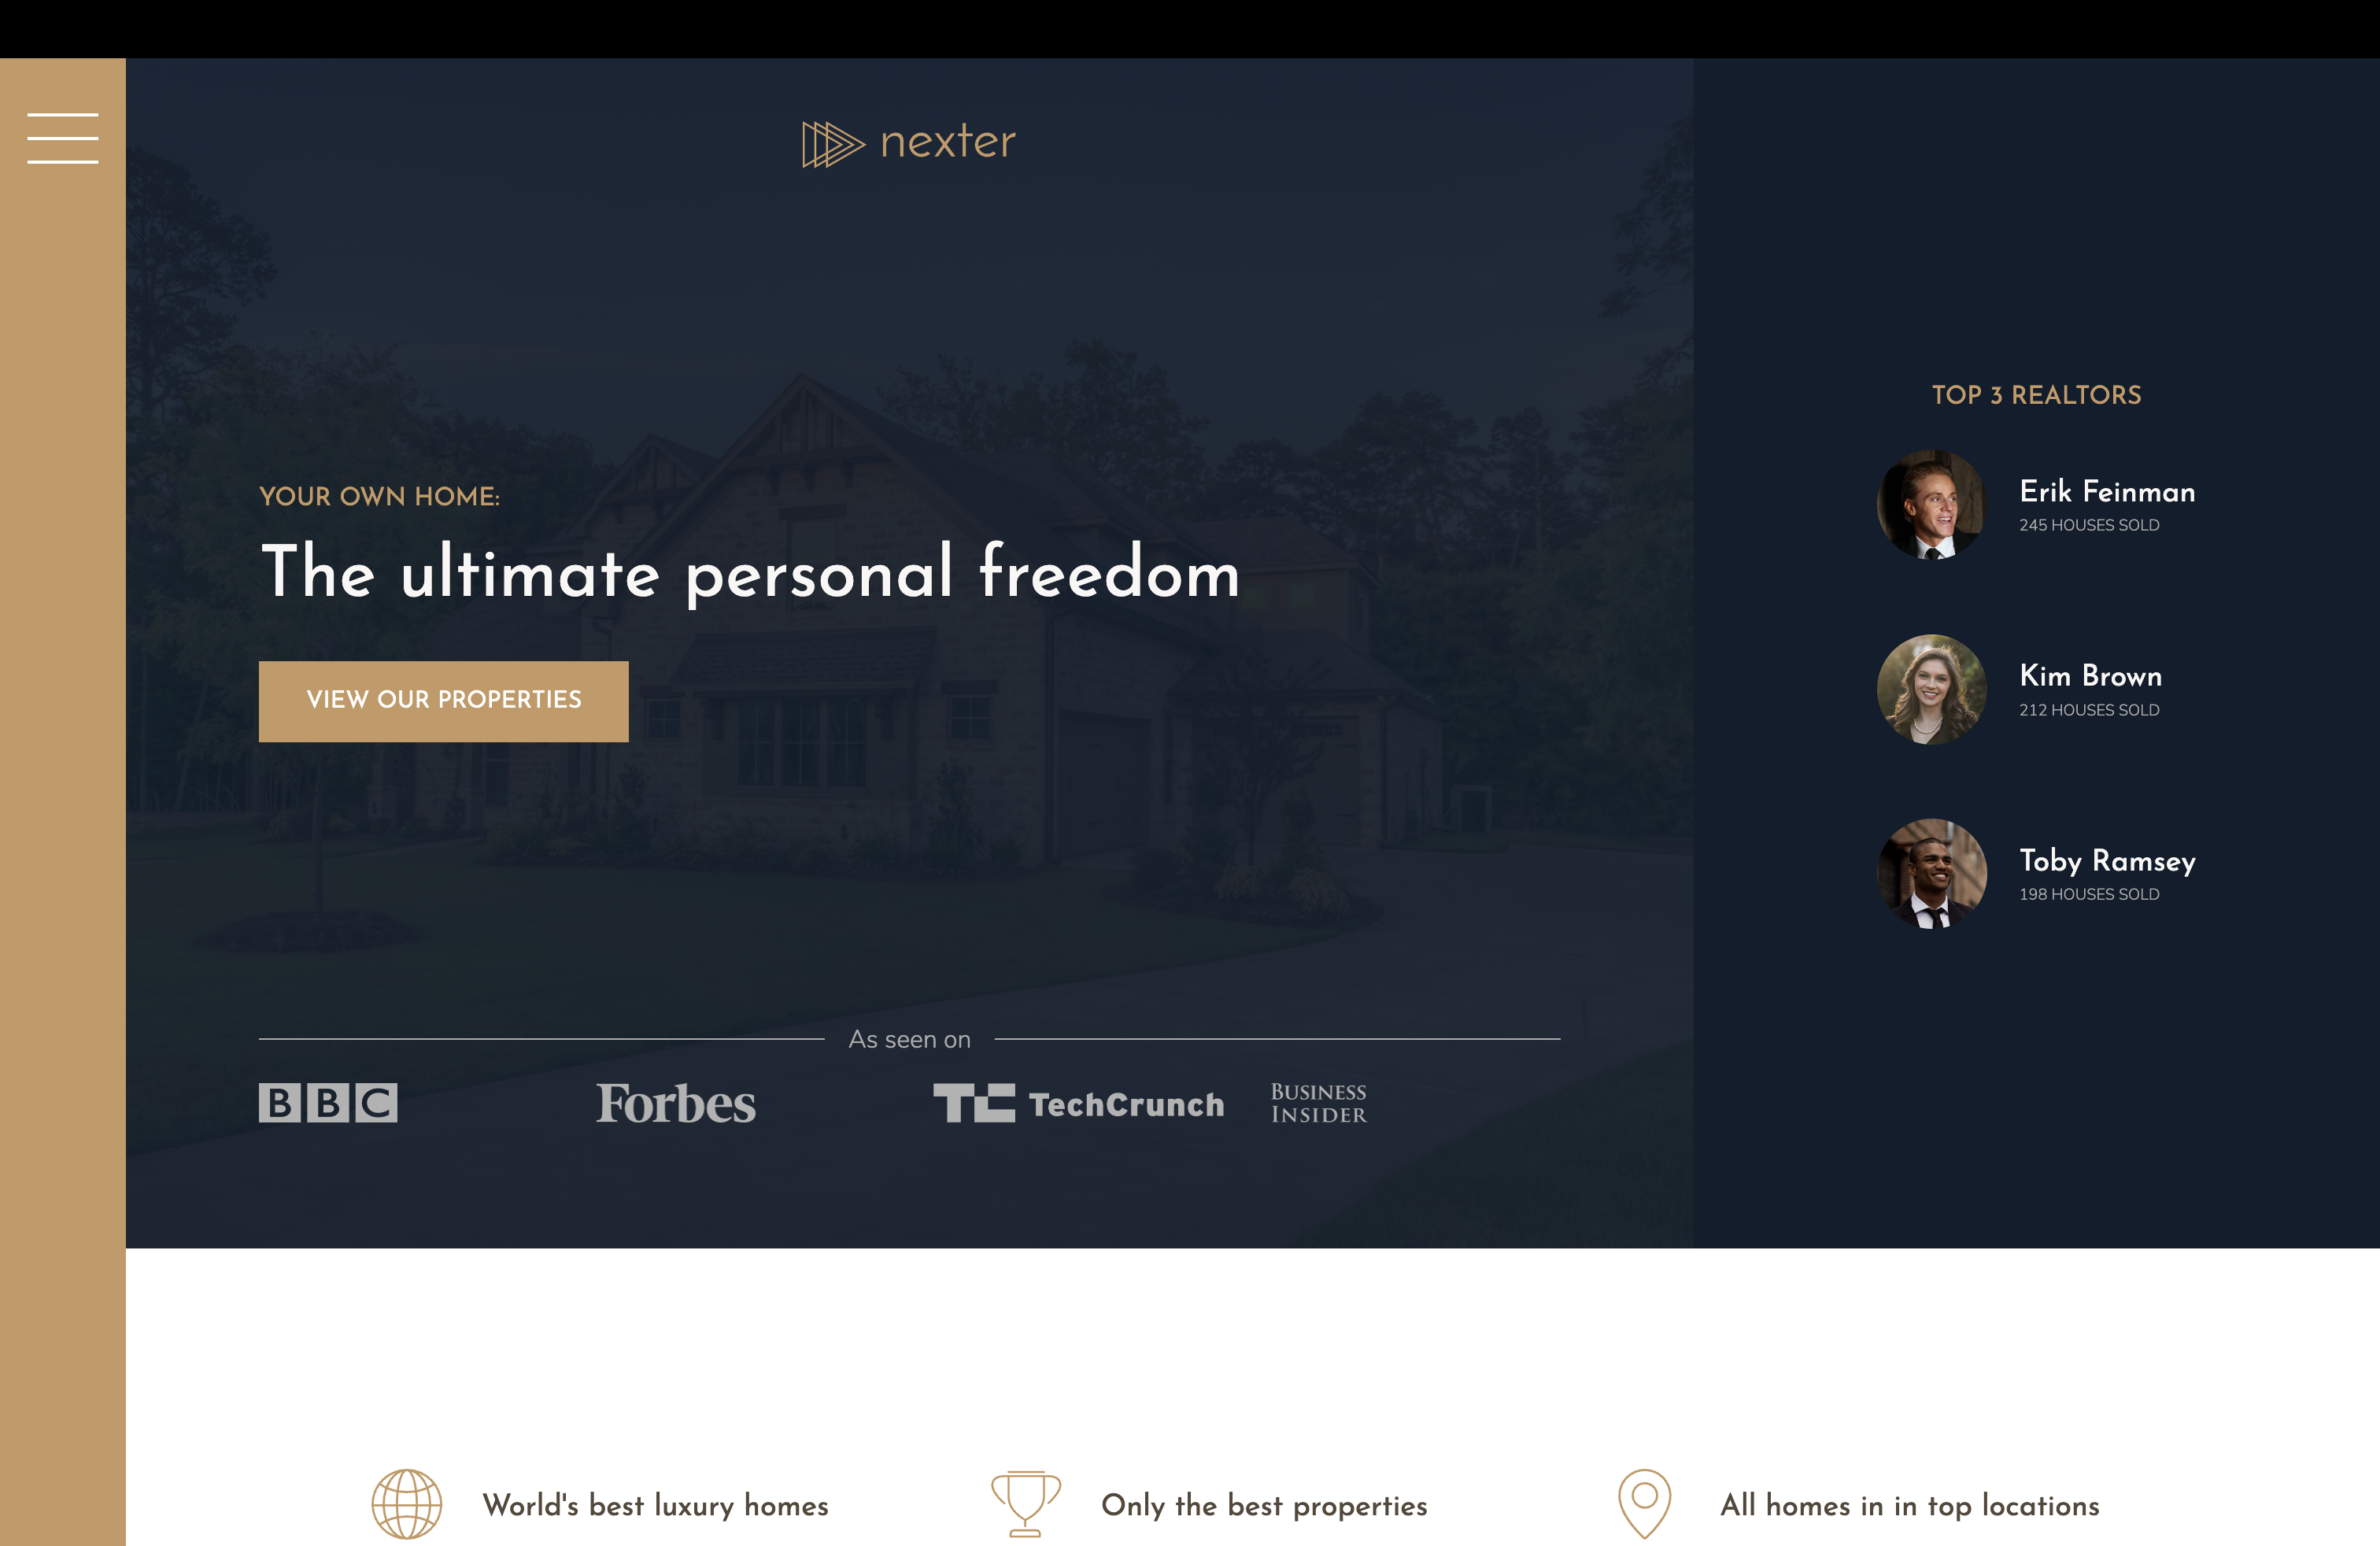 nexter
YOUR OWN HOME:
The ultimate personal freedom
VIEW OUR PROPERTIES
As seen on
BBC
Forbes
TC TechCrunch
BUSINESS
INSIDER
TOP 3 REALTORS
Erik Feinman
245 HOUSES SOLD
Kim Brown
212 HOUSES SOLD
Toby Ramsey
198 HOUSES SOLD
World's best luxury homes
Only the best properties
All homes in in top locations